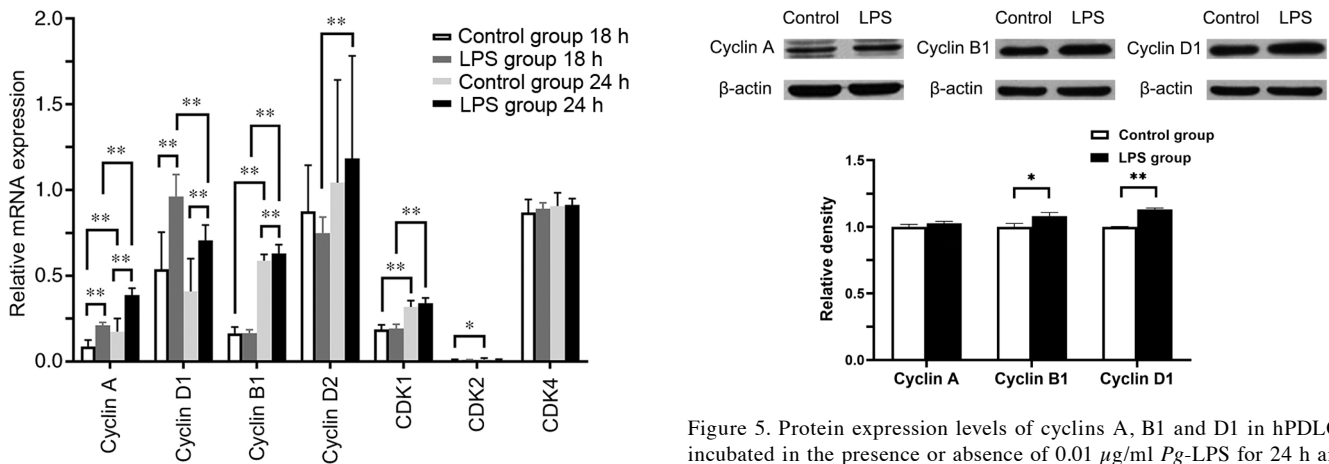 Relative mRNA expression
2.0
1.5
1.0
0.5
0.0
Control group 18 h
LPS group 18 h
Control group 24 h
LPS group 24 h
**
**
**
**
**
**
**
**
**
**
**
**
**
**
*
Cyclin A
Cyclin D1
Cyclin B1
Cyclin D2
CDK1
CDK2
CDK4
Control LPS
Cyclin A
β-actin
Control LPS
Cyclin B1
β-actin
Control LPS
Cyclin D1
β-actin
Control group
LPS group
Relative density
1.5
1.0
0.5
0.0
*
**
Cyclin A
Cyclin B1
Cyclin D1
Figure 5. Protein expression levels of cyclins A, B1 and D1 in hPDLC
incubated in the presence or absence of 0.01 µg/ml Pg-LPS for 24 h a